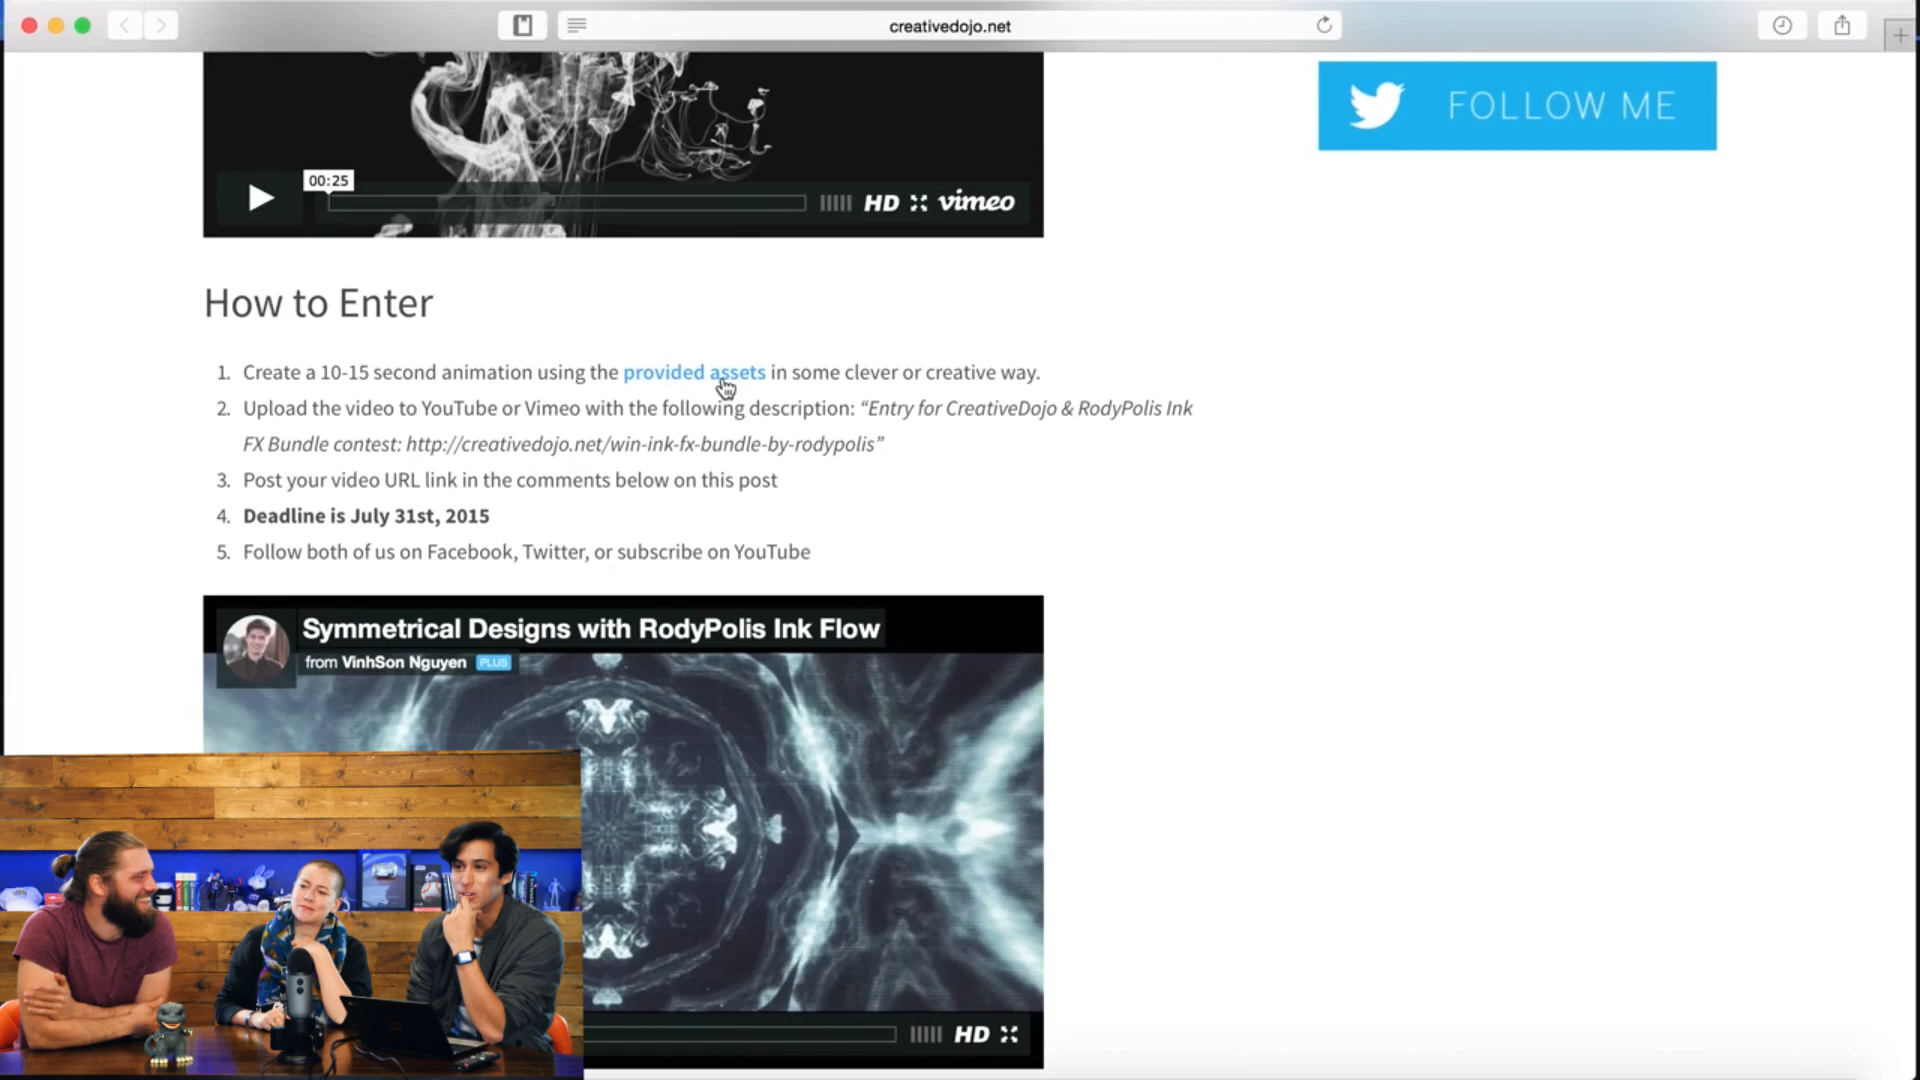 creativedojo.net
FOLLOW ME
00:25
HD vimeo
How to Enter
1. Create a 10-15 second animation using the provided assets in some clever or creative way.
2. Upload the video to YouTube or Vimeo with the following description: “Entry for CreativeDojo & RodyPolis Ink
FX Bundle contest: http://creativedojo.net/win-ink-fx-bundle-by-rodypolis”
3. Post your video URL link in the comments below on this post
4. Deadline is July 31st, 2015
5. Follow both of us on Facebook, Twitter, or subscribe on YouTube
Symmetrical Designs with RodyPolis Ink Flow
from VinhSon Nguyen PLUS
HD